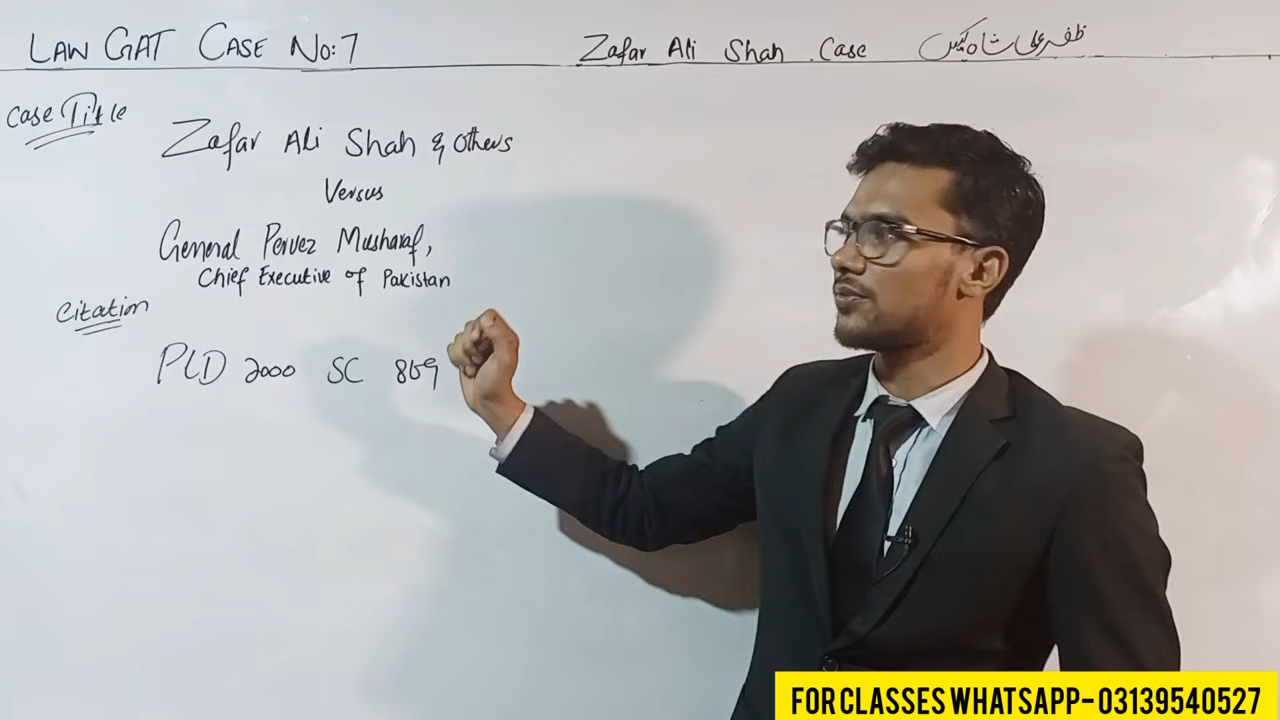 LAW GAT CASE No:7
Zafar Ali Shah Case ظفر علی شاہ کیس
Case Title
Zafar Ali Shah & Others
Versus
General Pervez Musharaf,
Chief Executive of Pakistan
Citation
PLD 2000 SC 869
FOR CLASSES WHATSAPP-03139540527